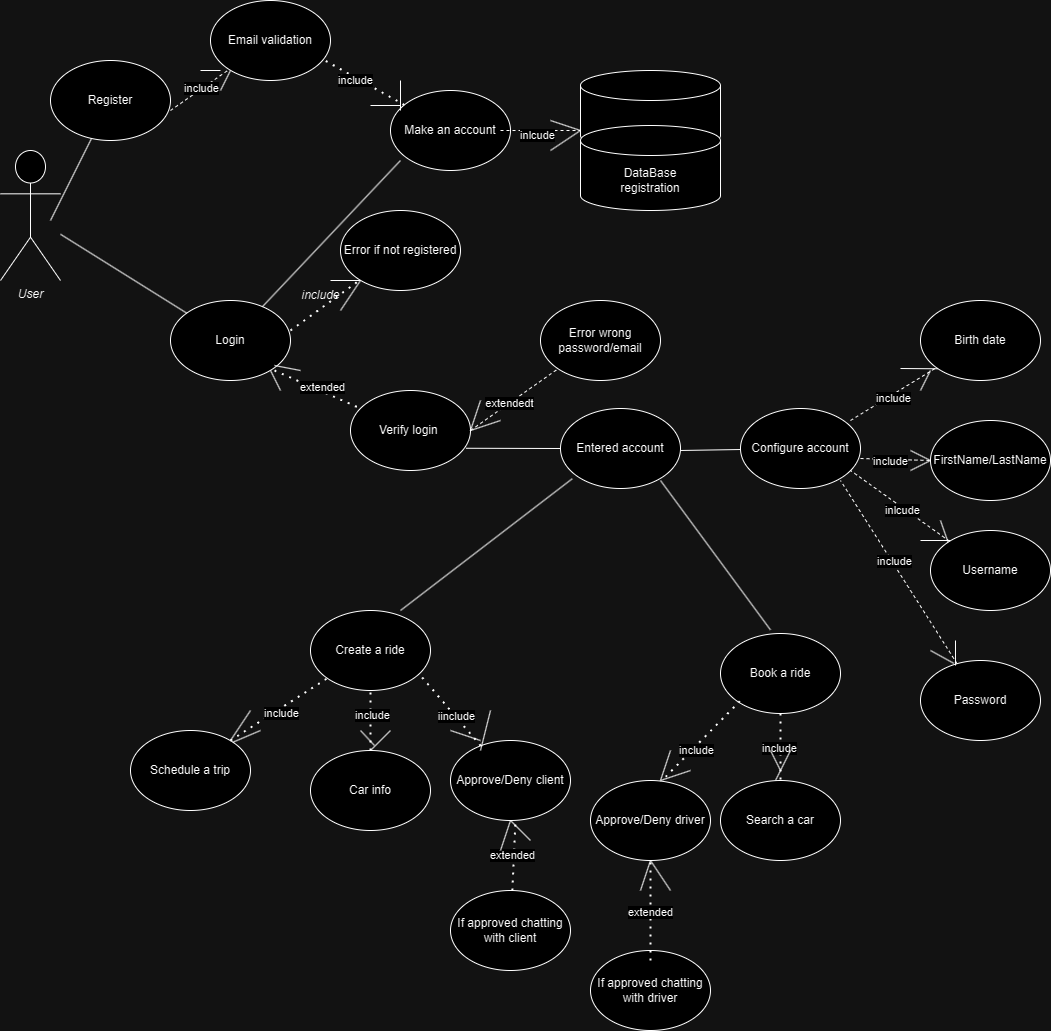 Email validation
include
Register
include
Make an account
inlcude
DataBase
registration
User
Error if not registered
include
Login
extended
Error wrong
password/email
extendedt
Verify login
Entered account
Configure account
Birth date
include
FirstName/LastName
include
inlcude
Username
include
Password
Create a ride
Book a ride
include
include
iinclude
Schedule a trip
Car info
Approve/Deny client
include
include
Approve/Deny driver
Search a car
extended
If approved chatting
with client
extended
If approved chatting
with driver